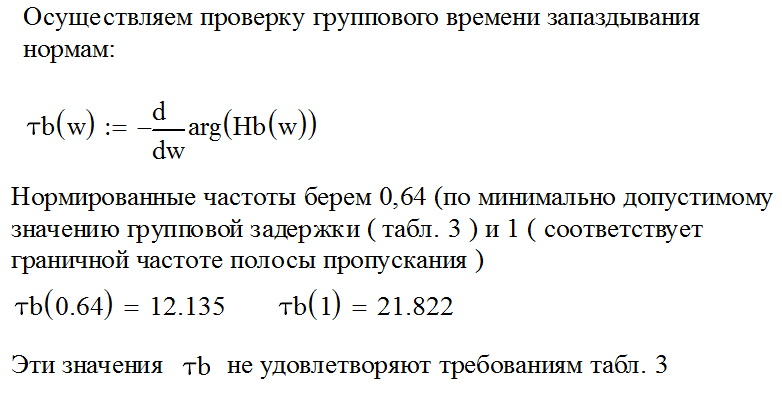 Осуществляем проверку группового времени запаздывания
нормам:
τb(w) := -d/dw arg(Hb(w))
Нормированные частоты берем 0,64 (по минимально допустимому
значению групповой задержки ( табл. 3 ) и 1 ( соответствует
граничной частоте полосы пропускания )
τb(0.64) = 12.135 τb(1) = 21.822
Эти значения τb не удовлетворяют требованиям табл. 3